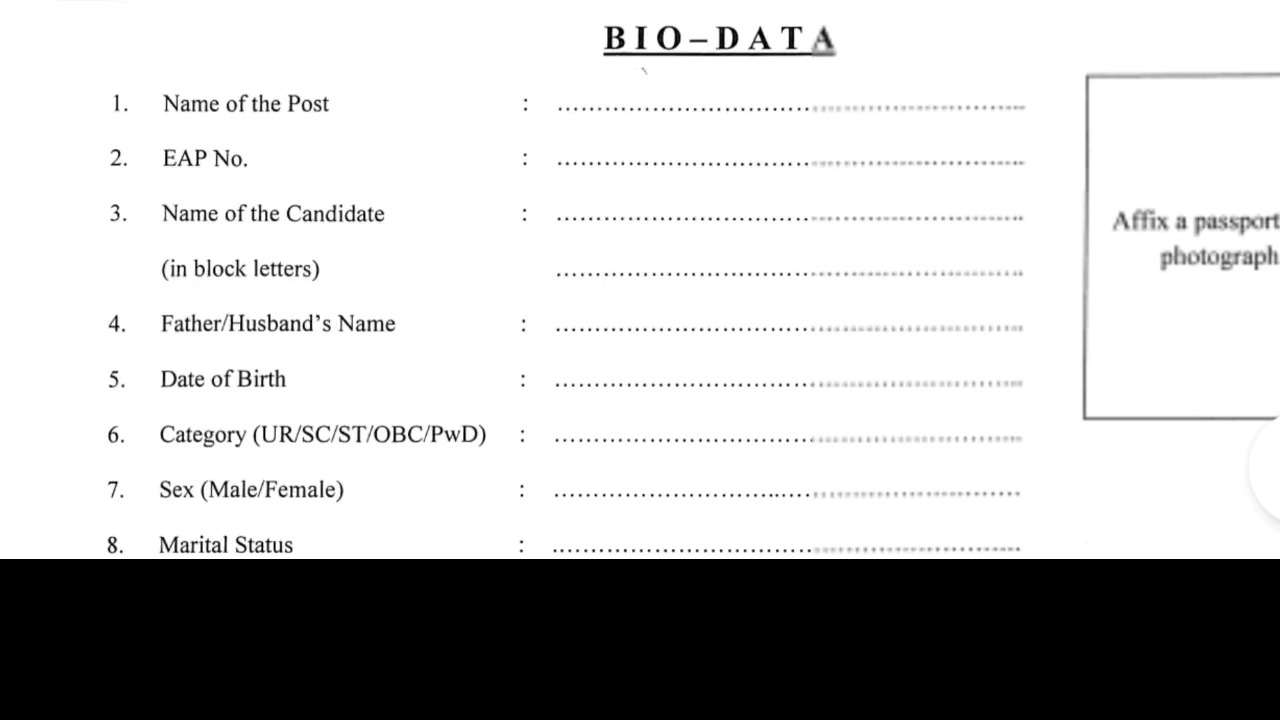 BIO–DATA
1. Name of the Post : ............................................................
2. EAP No. : ............................................................
3. Name of the Candidate : ............................................................
(in block letters) ............................................................
4. Father/Husband’s Name : ............................................................
5. Date of Birth : ............................................................
6. Category (UR/SC/ST/OBC/PwD) : ............................................................
7. Sex (Male/Female) : ............................................................
8. Marital Status : ............................................................
Affix a passport
photograph